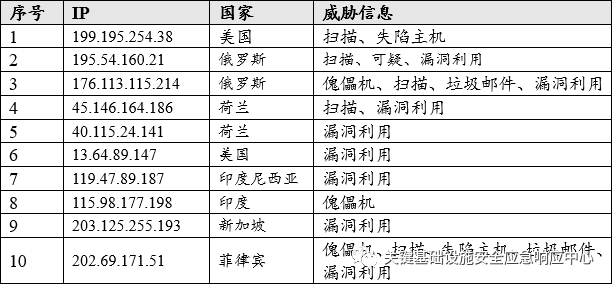 序号 IP 国家 威胁信息
1 199.195.254.38 美国 扫描、失陷主机
2 195.54.160.21 俄罗斯 扫描、可疑、漏洞利用
3 176.113.115.214 俄罗斯 傀儡机、扫描、垃圾邮件、漏洞利用
4 45.146.164.186 荷兰 扫描、漏洞利用
5 40.115.24.141 荷兰 漏洞利用
6 13.64.89.147 美国 漏洞利用
7 119.47.89.187 印度尼西亚 漏洞利用
8 115.98.177.198 印度 傀儡机
9 203.125.255.193 新加坡 漏洞利用
10 202.69.171.51 菲律宾 傀儡机、扫描、失陷主机、垃圾邮件、
漏洞利用
关键基础设施安全应急响应中心